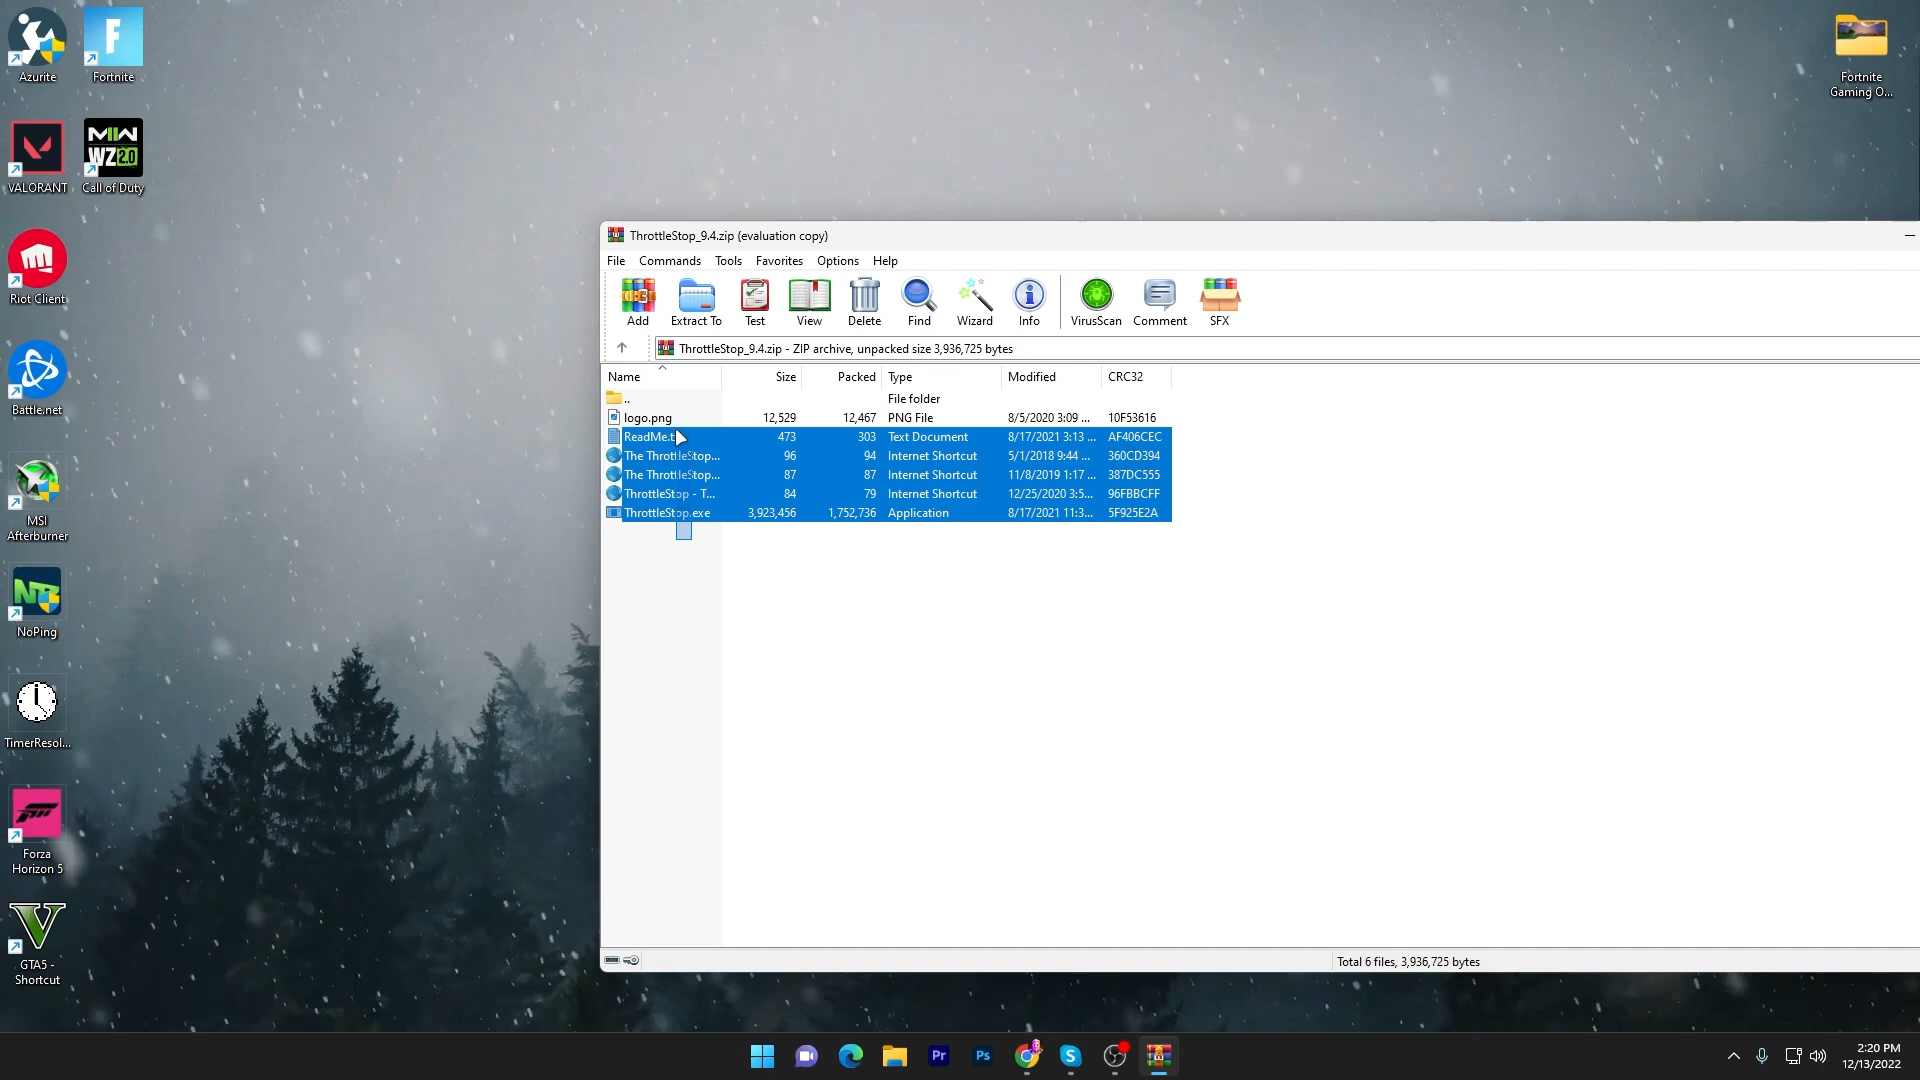 Azurite
Fortnite
VALORANT
MW
WZ2.0
Call of Duty
Riot Client
Battle.net
MSI
Afterburner
NoPing
TimerResol...
Forza
Horizon 5
GTA5 -
Shortcut
Fortnite
Gaming O...
ThrottleStop_9.4.zip (evaluation copy)
File Commands Tools Favorites Options Help
Add Extract To Test View Delete Find Wizard Info VirusScan Comment SFX
ThrottleStop_9.4.zip - ZIP archive, unpacked size 3,936,725 bytes
Name Size Packed Type Modified CRC32
.. File folder
logo.png 12,529 12,467 PNG File 8/5/2020 3:09 ... 10F53616
ReadMe.t 473 303 Text Document 8/17/2021 3:13 ... AF406CEC
The ThrottleStop... 96 94 Internet Shortcut 5/1/2018 9:44 ... 360CD394
The ThrottleStop... 87 87 Internet Shortcut 11/8/2019 1:17 ... 387DC555
ThrottleStop - T... 84 79 Internet Shortcut 12/25/2020 3:5... 96FBBCFF
ThrottleStop.exe 3,923,456 1,752,736 Application 8/17/2021 11:3... 5F925E2A
Total 6 files, 3,936,725 bytes
Pr Ps
2:20 PM
12/13/2022